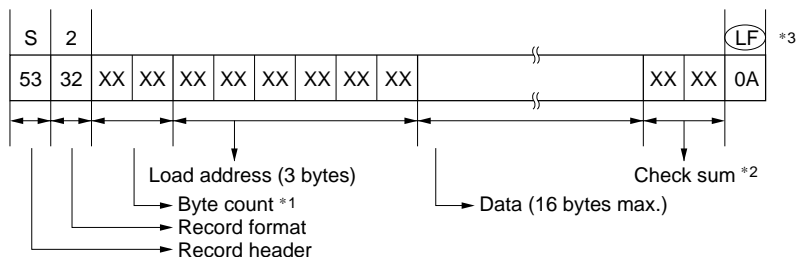 S 2 LF *3
53 32 XX XX XX XX XX XX XX XX XX XX 0A
Load address (3 bytes) Check sum *2
Byte count *1 Data (16 bytes max.)
Record format
Record header